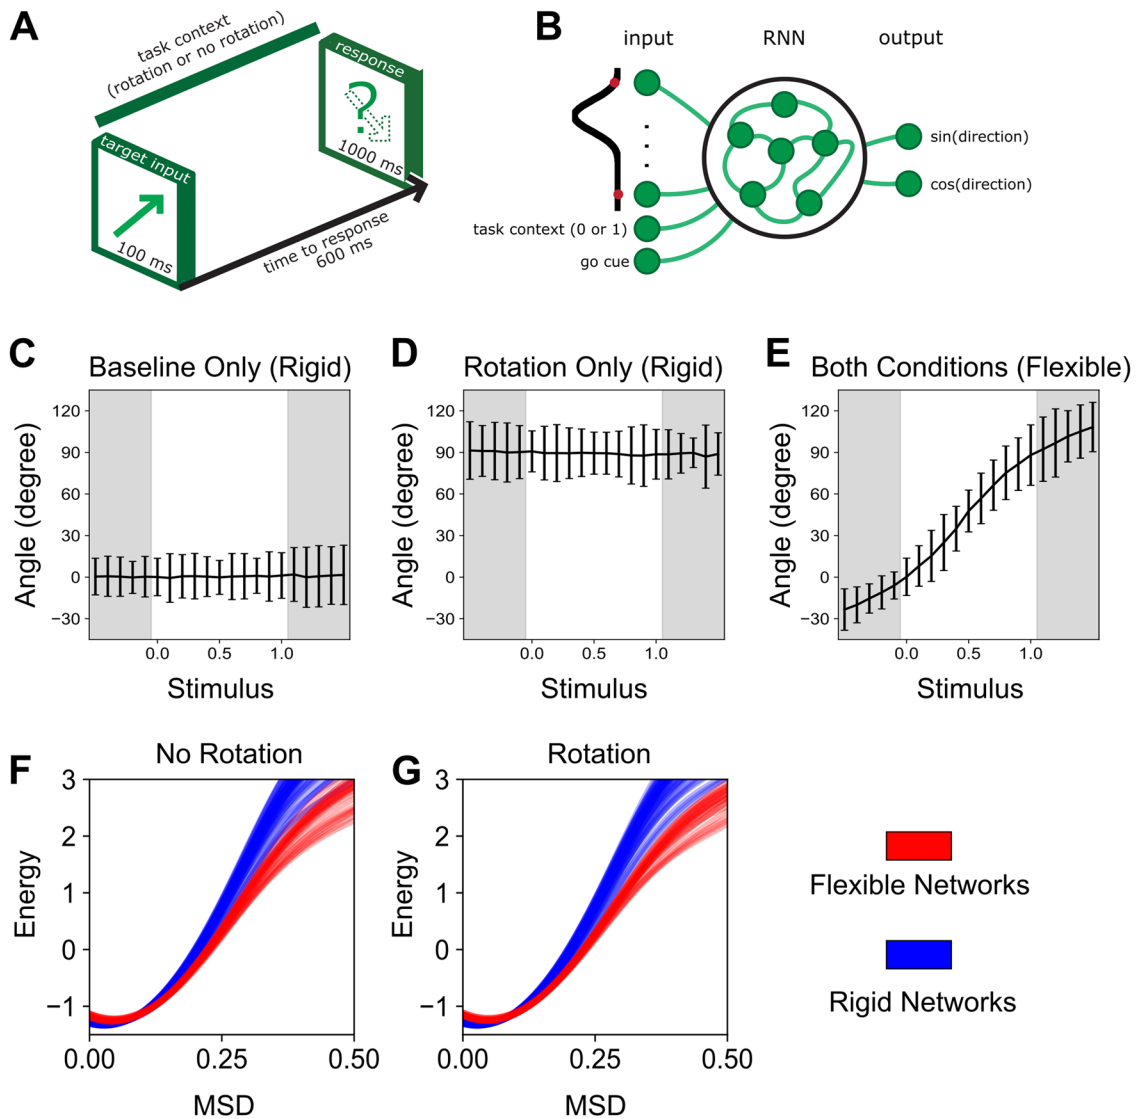 A
task context
(rotation or no rotation)
response
?
1000 ms
target input
100 ms
time to response
600 ms
B
input
RNN
output
sin(direction)
cos(direction)
task context (0 or 1)
go cue
C
Baseline Only (Rigid)
120
90
60
30
0
−30
Angle (degree)
0.0 0.5 1.0
Stimulus
D
Rotation Only (Rigid)
120
90
60
30
0
−30
Angle (degree)
0.0 0.5 1.0
Stimulus
E
Both Conditions (Flexible)
120
90
60
30
0
−30
Angle (degree)
0.0 0.5 1.0
Stimulus
F
No Rotation
3
2
1
0
−1
Energy
0.00 0.25 0.50
MSD
G
Rotation
3
2
1
0
−1
Energy
0.00 0.25 0.50
MSD
Flexible Networks
Rigid Networks